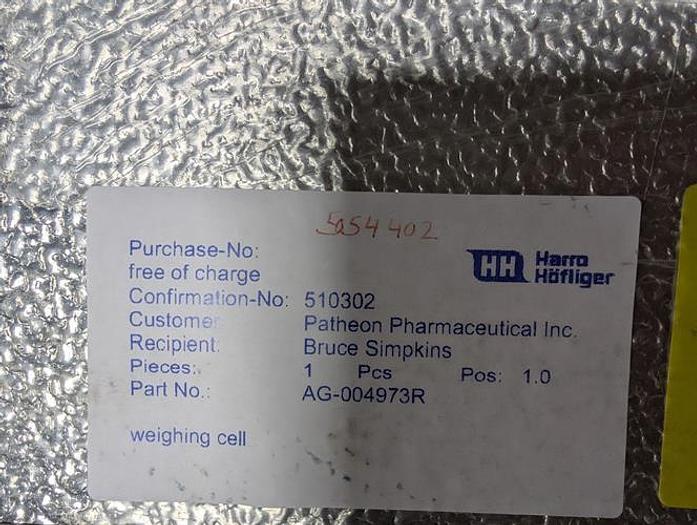 5a54402
Purchase-No:
free of charge
HH Harro Höfliger
Confirmation-No: 510302
Customer Patheon Pharmaceutical Inc.
Recipient: Bruce Simpkins
Pieces: 1 Pcs Pos: 1.0
Part No.: AG-004973R
weighing cell